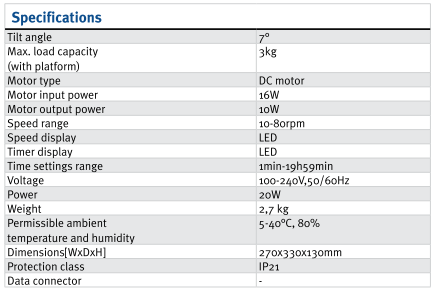 Specifications
Tilt angle 7°
Max. load capacity 3kg
(with platform)
Motor type DC motor
Motor input power 16W
Motor output power 10W
Speed range 10-80rpm
Speed display LED
Timer display LED
Time settings range 1min-19h59min
Voltage 100-240V,50/60Hz
Power 20W
Weight 2,7 kg
Permissible ambient 5-40°C, 80%
temperature and humidity
Dimensions[WxDxH] 270x330x130mm
Protection class IP21
Data connector -